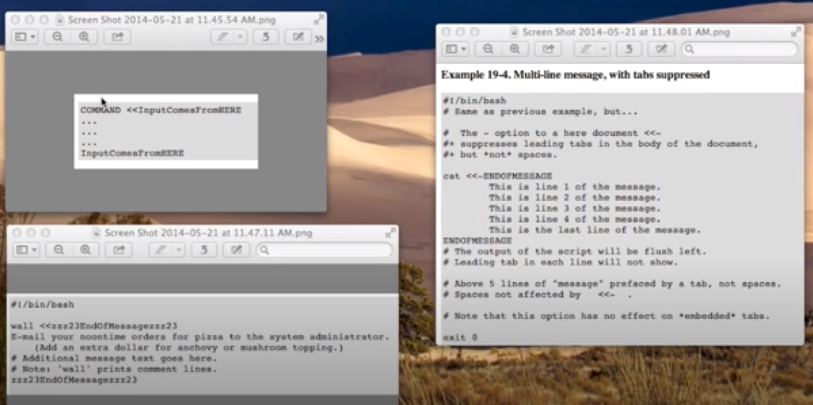 Screen Shot 2014-05-21 at 11.45.54 AM.png
COMMAND <<InputComesFromHERE
...
...
...
InputComesFromHERE
Screen Shot 2014-05-21 at 11.47.11 AM.png
#!/bin/bash
wall <<zzz23EndOfMessagezzz23
E-mail your noontime orders for pizza to the system administrator.
(Add an extra dollar for anchovy or mushroom topping.)
# Additional message text goes here.
# Note: 'wall' prints comment lines.
zzz23EndOfMessagezzz23
Screen Shot 2014-05-21 at 11.48.01 AM.png
Example 19-4. Multi-line message, with tabs suppressed
#!/bin/bash
# Same as previous example, but...
#  The - option to a here document <<-
#+ suppresses leading tabs in the body of the document,
#+ but *not* spaces.
cat <<-ENDOFMESSAGE
This is line 1 of the message.
This is line 2 of the message.
This is line 3 of the message.
This is line 4 of the message.
This is the last line of the message.
ENDOFMESSAGE
# The output of the script will be flush left.
# Leading tab in each line will not show.
# Above 5 lines of "message" prefaced by a tab, not spaces.
# Spaces not affected by   <<-  .
# Note that this option has no effect on *embedded* tabs.
exit 0